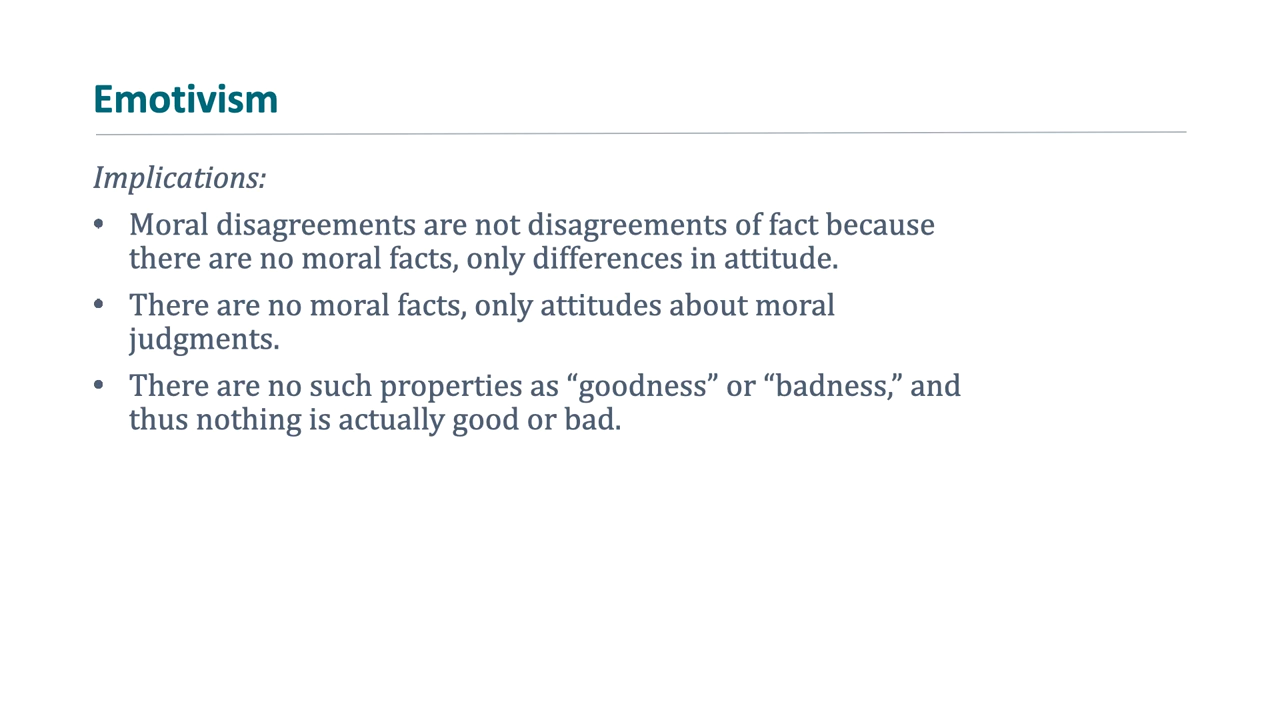 Emotivism
Implications:
• Moral disagreements are not disagreements of fact because
there are no moral facts, only differences in attitude.
• There are no moral facts, only attitudes about moral
judgments.
• There are no such properties as “goodness” or “badness,” and
thus nothing is actually good or bad.